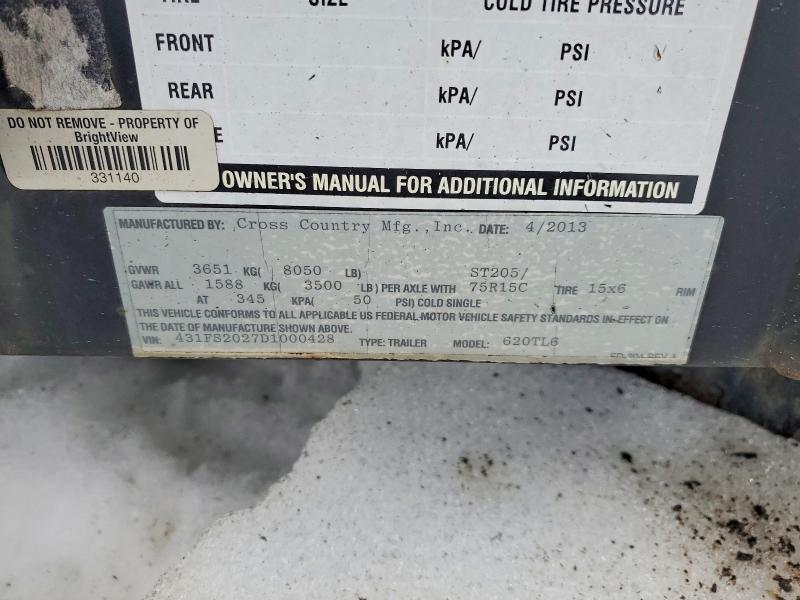 SIZE
COLD TIRE PRESSURE
FRONT kPA/ PSI
REAR kPA/ PSI
kPA/ PSI
DO NOT REMOVE - PROPERTY OF
BrightView
331140
OWNER'S MANUAL FOR ADDITIONAL INFORMATION
MANUFACTURED BY: Cross Country Mfg.,Inc. DATE: 4/2013
GVWR 3651 KG( 8050 LB) ST205/
GAWR ALL 1588 KG( 3500 LB) PER AXLE WITH 75R15C TIRE 15x6 RIM
AT 345 KPA( 50 PSI) COLD SINGLE
THIS VEHICLE CONFORMS TO ALL APPLICABLE US FEDERAL MOTOR VEHICLE SAFETY STANDARDS IN EFFECT ON
THE DATE OF MANUFACTURE SHOWN ABOVE.
VIN: 431FS2027D1000428 TYPE: TRAILER MODEL: 620TL6